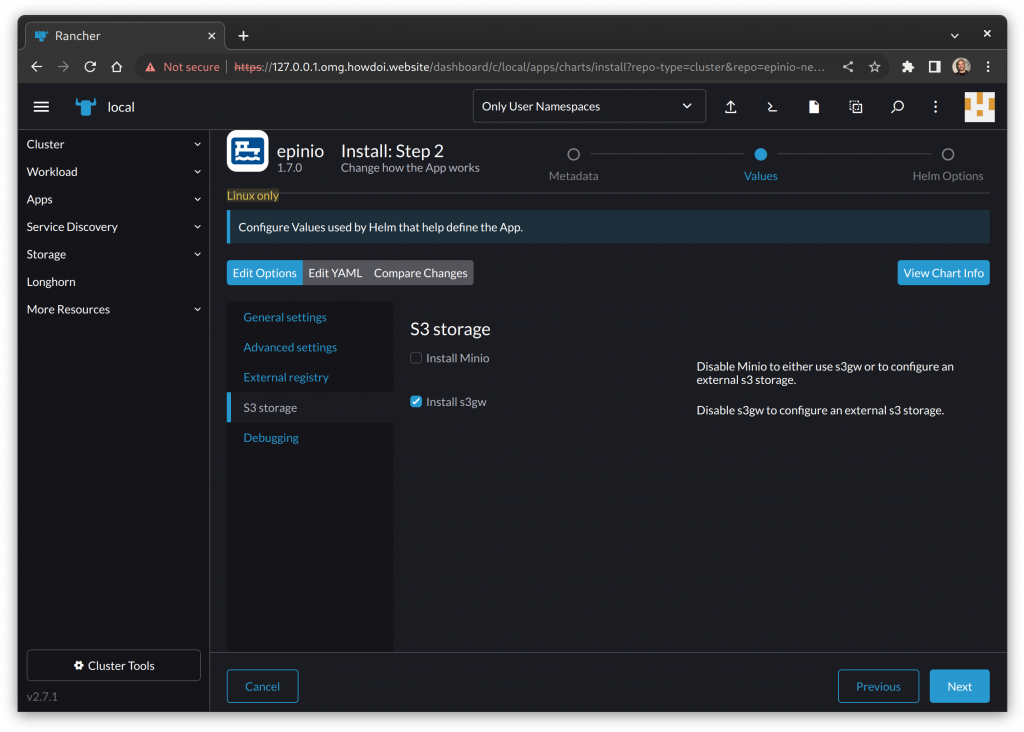 Rancher
Not secure https://127.0.0.1.omg.howdoi.website/dashboard/c/local/apps/charts/install?repo-type=cluster&repo=epinio-ne...
local
Only User Namespaces
Cluster
Workload
Apps
Service Discovery
Storage
Longhorn
More Resources
Cluster Tools
v2.7.1
epinio
1.7.0
Install: Step 2
Change how the App works
Metadata
Values
Helm Options
Linux only
Configure Values used by Helm that help define the App.
Edit Options Edit YAML Compare Changes
View Chart Info
General settings
Advanced settings
External registry
S3 storage
Debugging
S3 storage
Install Minio
Install s3gw
Disable Minio to either use s3gw or to configure an
external s3 storage.
Disable s3gw to configure an external s3 storage.
Cancel
Previous
Next